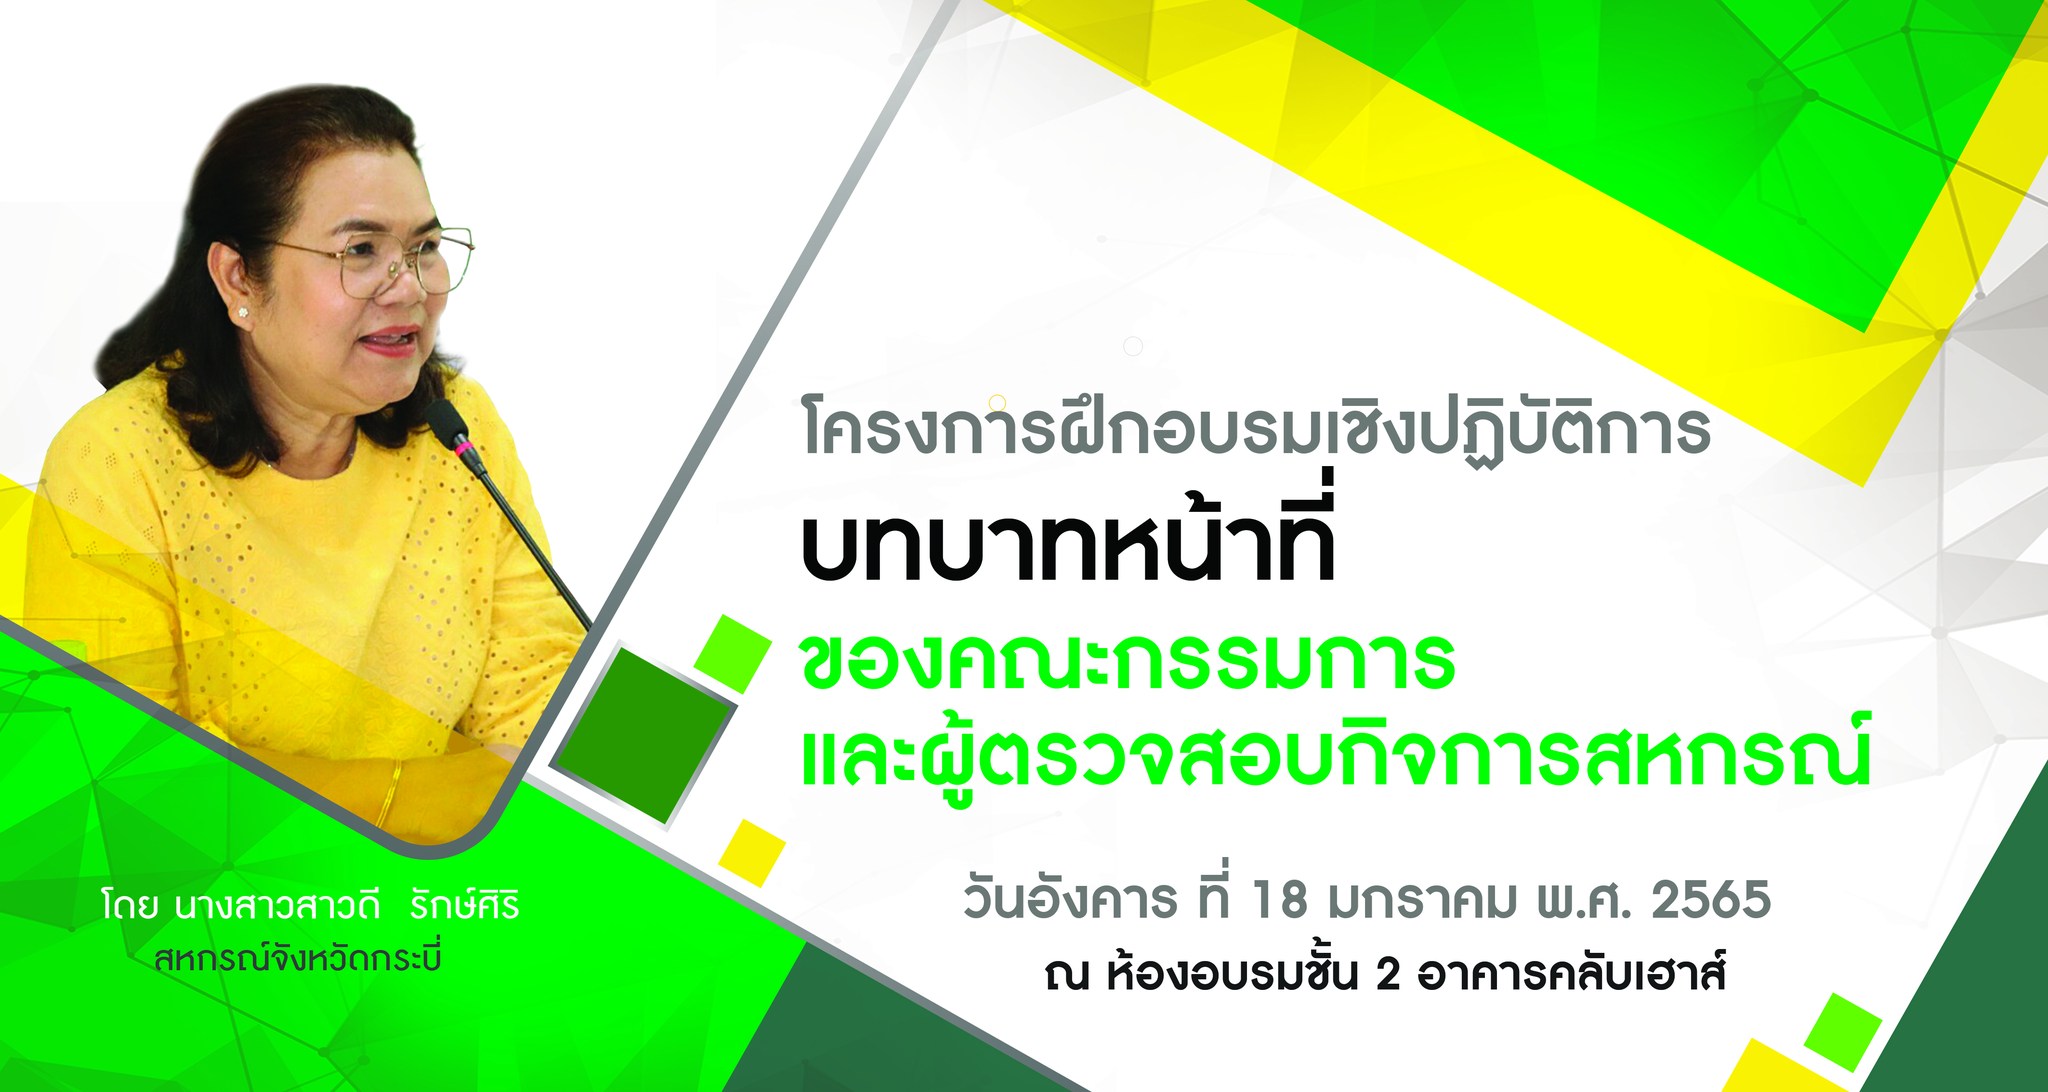 โครงการฝึกอบรมเชิงปฏิบัติการ
บทบาทหน้าที่
ของคณะกรรมการ
และผู้ตรวจสอบกิจการสหกรณ์
วันอังคาร ที่ 18 มกราคม พ.ศ. 2565
ณ ห้องอบรมชั้น 2 อาคารคลับเฮาส์
โดย นางสาวสาวดี รักษ์ศิริ
สหกรณ์จังหวัดกระบี่